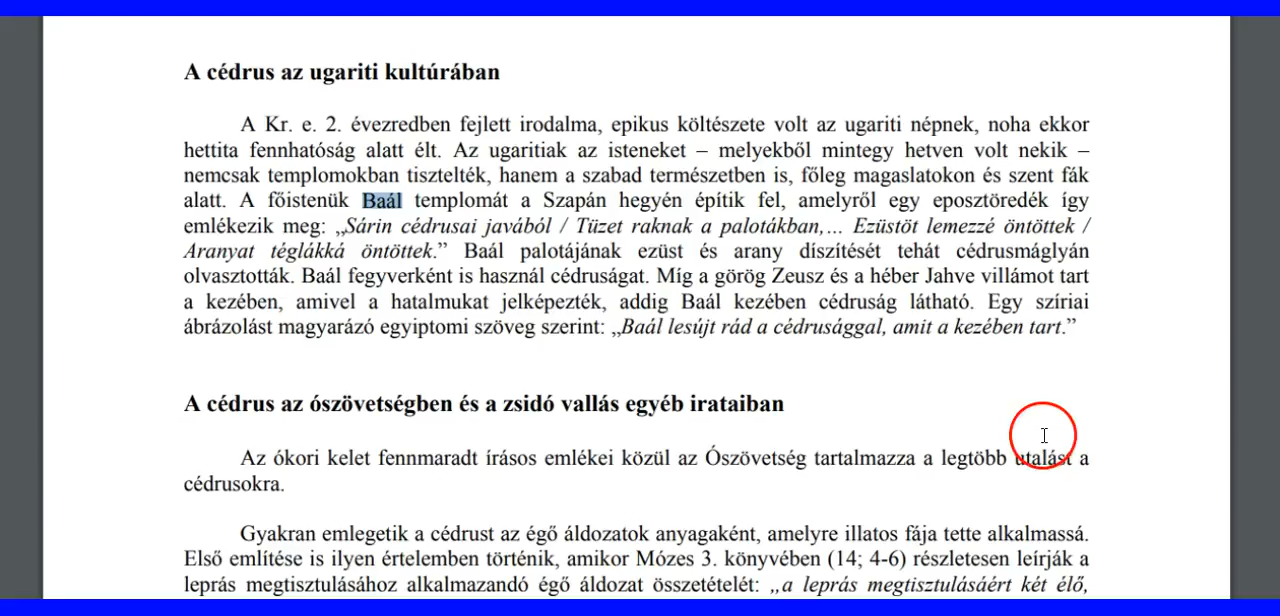 A cédrus az ugariti kultúrában
A Kr. e. 2. évezredben fejlett irodalma, epikus költészete volt az ugariti népnek, noha ekkor
hettita fennhatóság alatt élt. Az ugaritiak az isteneket – melyekből mintegy hetven volt nekik –
nemcsak templomokban tisztelték, hanem a szabad természetben is, főleg magaslatokon és szent fák
alatt. A főistenük Baál templomát a Szapán hegyén építik fel, amelyről egy eposztöredék így
emlékezik meg: „Sárin cédrusai javából / Tüzet raknak a palotákban,… Ezüstöt lemezzé öntöttek /
Aranyat téglákká öntöttek.” Baál palotájának ezüst és arany díszítését tehát cédrusmáglyán
olvasztották. Baál fegyverként is használ cédruságat. Míg a görög Zeusz és a héber Jahve villámot tart
a kezében, amivel a hatalmukat jelképezték, addig Baál kezében cédruság látható. Egy szíriai
ábrázolást magyarázó egyiptomi szöveg szerint: „Baál lesújt rád a cédrusággal, amit a kezében tart.”
A cédrus az ószövetségben és a zsidó vallás egyéb irataiban
Az ókori kelet fennmaradt írásos emlékei közül az Ószövetség tartalmazza a legtöbb utalást a
cédrusokra.
Gyakran emlegetik a cédrust az égő áldozatok anyagaként, amelyre illatos fája tette alkalmassá.
Első említése is ilyen értelemben történik, amikor Mózes 3. könyvében (14; 4-6) részletesen leírják a
leprás megtisztulásához alkalmazandó égő áldozat összetételét: „a leprás megtisztulásáért két élő,